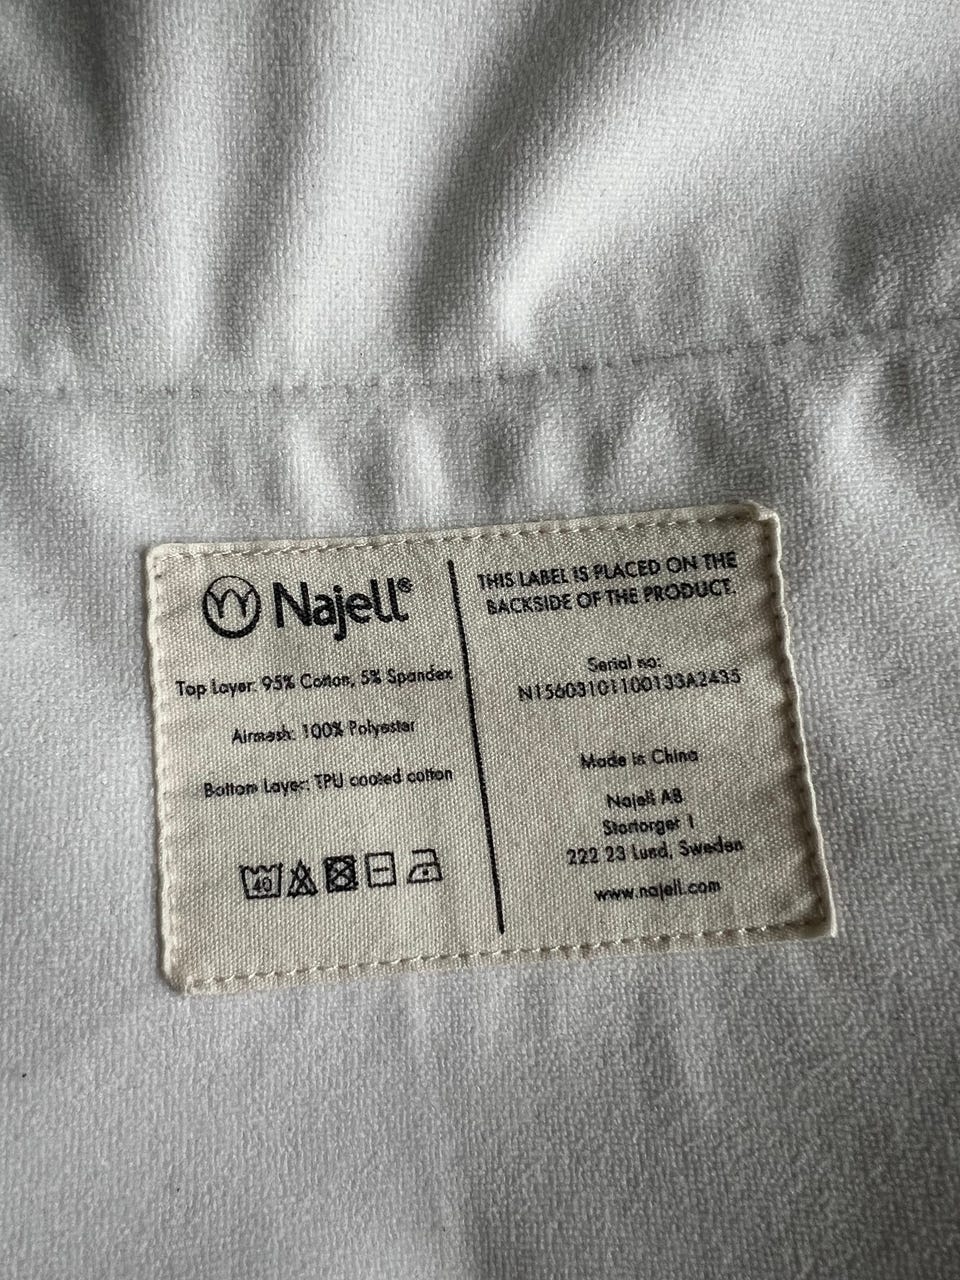 Najell®
Top Layer: 95% Cotton, 5% Spandex
Airmesh: 100% Polyester
Bottom Layer: TPU coated cotton
40
THIS LABEL IS PLACED ON THE
BACKSIDE OF THE PRODUCT.
Serial no:
N15603101100133A2435
Made in China
Najell AB
Stortorget 1
222 23 Lund, Sweden
www.najell.com